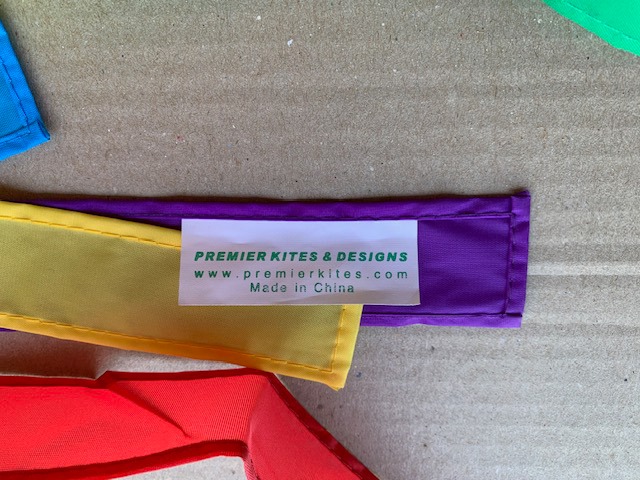 PREMIER KITES & DESIGNS
www.premierkites.com
Made in China